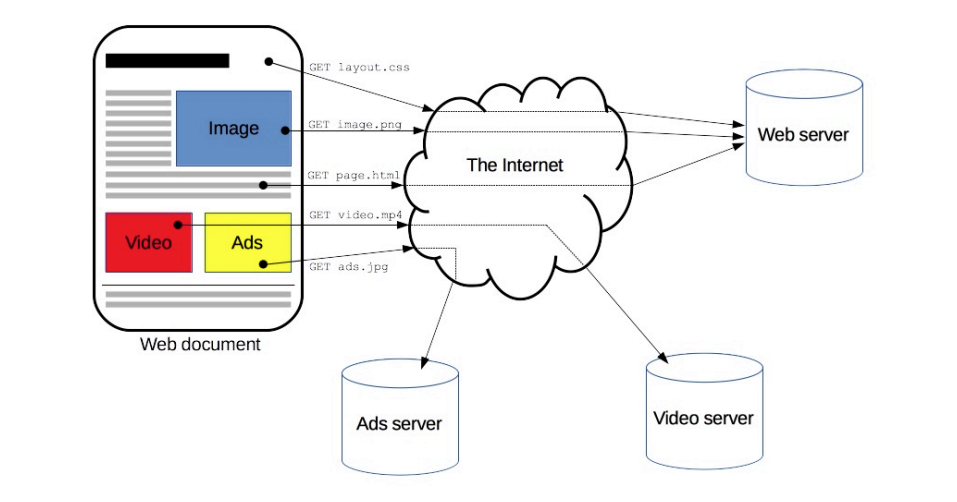 GET layout.css
Image
GET image.png
Web server
The Internet
GET page.html
GET video.mp4
Video
Ads
GET ads.jpg
Web document
Ads server
Video server